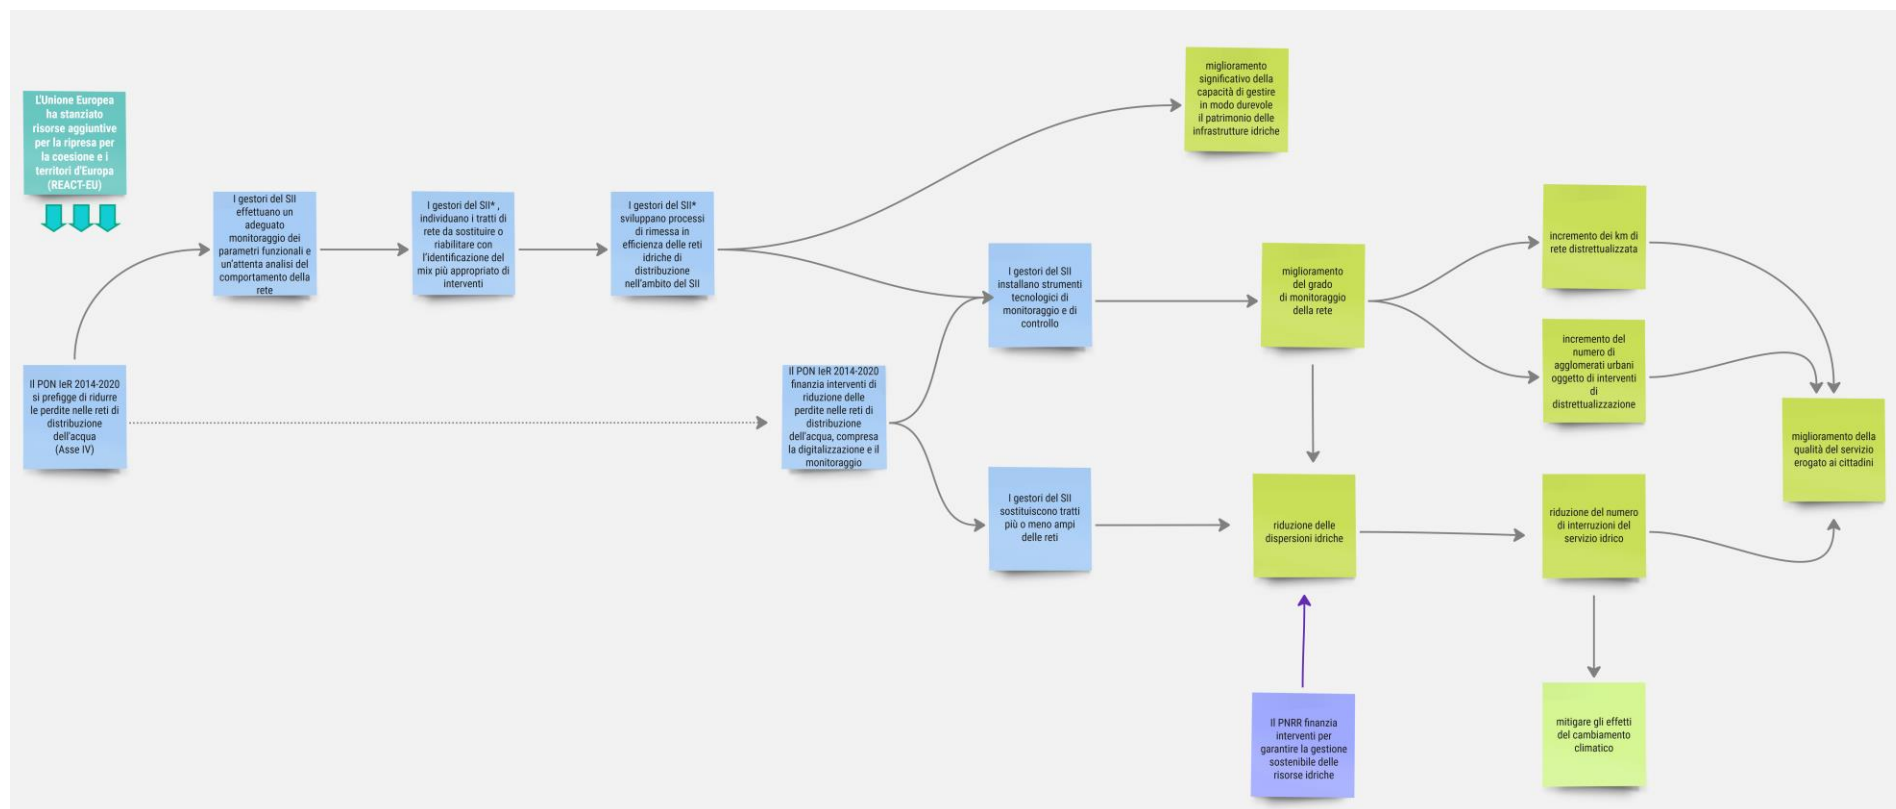 L'Unione Europea
ha stanziato
risorse aggiuntive
per la ripresa per
la coesione e i
territori d'Europa
(REACT-EU)
Il PON IeR 2014-2020
si prefigge di ridurre
le perdite nelle reti di
distribuzione
dell'acqua
(Asse IV)
I gestori del SII
effettuano un
adeguato
monitoraggio dei
parametri funzionali e
un'attenta analisi del
comportamento della
rete
I gestori del SII* ,
individuano i tratti di
rete da sostituire o
riabilitare con
l'identificazione del
mix più appropriato di
interventi
I gestori del SII*
sviluppano processi
di rimessa in
efficienza delle reti
idriche di
distribuzione
nell'ambito del SII
Il PON IeR 2014-2020
finanzia interventi di
riduzione delle
perdite nelle reti di
distribuzione
dell'acqua, compresa
la digitalizzazione e il
monitoraggio
miglioramento
significativo della
capacità di gestire
in modo durevole
il patrimonio delle
infrastrutture idriche
I gestori del SII
installano strumenti
tecnologici di
monitoraggio e di
controllo
I gestori del SII
sostituiscono tratti
più o meno ampi
delle reti
miglioramento
del grado
di monitoraggio
della rete
riduzione delle
dispersioni idriche
Il PNRR finanzia
interventi per
garantire la gestione
sostenibile delle
risorse idriche
incremento dei km di
rete distrettualizzata
incremento del
numero di
agglomerati urbani
oggetto di interventi
di
distrettualizzazione
riduzione del numero
di interruzioni del
servizio idrico
mitigare gli effetti
del cambiamento
climatico
miglioramento della
qualità del servizio
erogato ai cittadini